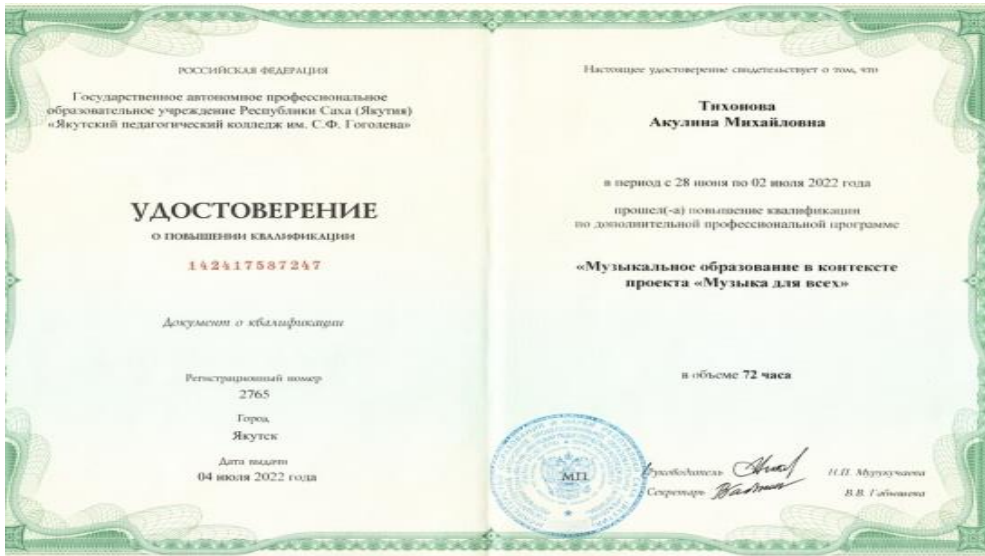 РОССИЙСКАЯ ФЕДЕРАЦИЯ
Государственное автономное профессиональное
образовательное учреждение Республики Саха (Якутия)
«Якутский педагогический колледж им. С.Ф. Гоголева»
УДОСТОВЕРЕНИЕ
О ПОВЫШЕНИИ КВАЛИФИКАЦИИ
142417587247
Документ о квалификации
Регистрационный номер
2765
Город
Якутск
Дата выдачи
04 июля 2022 года
Настоящее удостоверение свидетельствует о том, что
Тихонова
Акулина Михайловна
в период с 28 июня по 02 июля 2022 года
прошел(-а) повышение квалификации
по дополнительной профессиональной программе
«Музыкальное образование в контексте
проекта «Музыка для всех»
в объеме 72 часа
МП
Руководитель
Н.П. Мурукучаева
Секретарь
В.В. Габышева